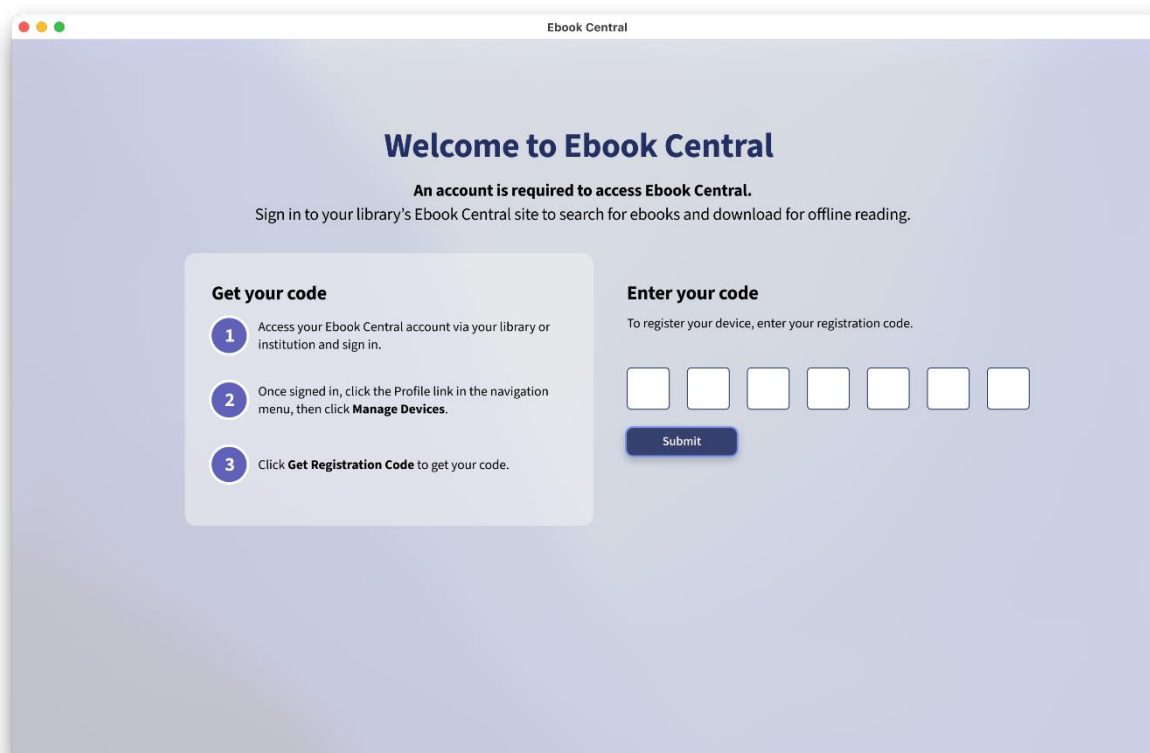 Ebook Central
Welcome to Ebook Central
An account is required to access Ebook Central.
Sign in to your library's Ebook Central site to search for ebooks and download for offline reading.
Get your code
1
Access your Ebook Central account via your library or
institution and sign in.
2
Once signed in, click the Profile link in the navigation
menu, then click Manage Devices.
3
Click Get Registration Code to get your code.
Enter your code
To register your device, enter your registration code.
Submit